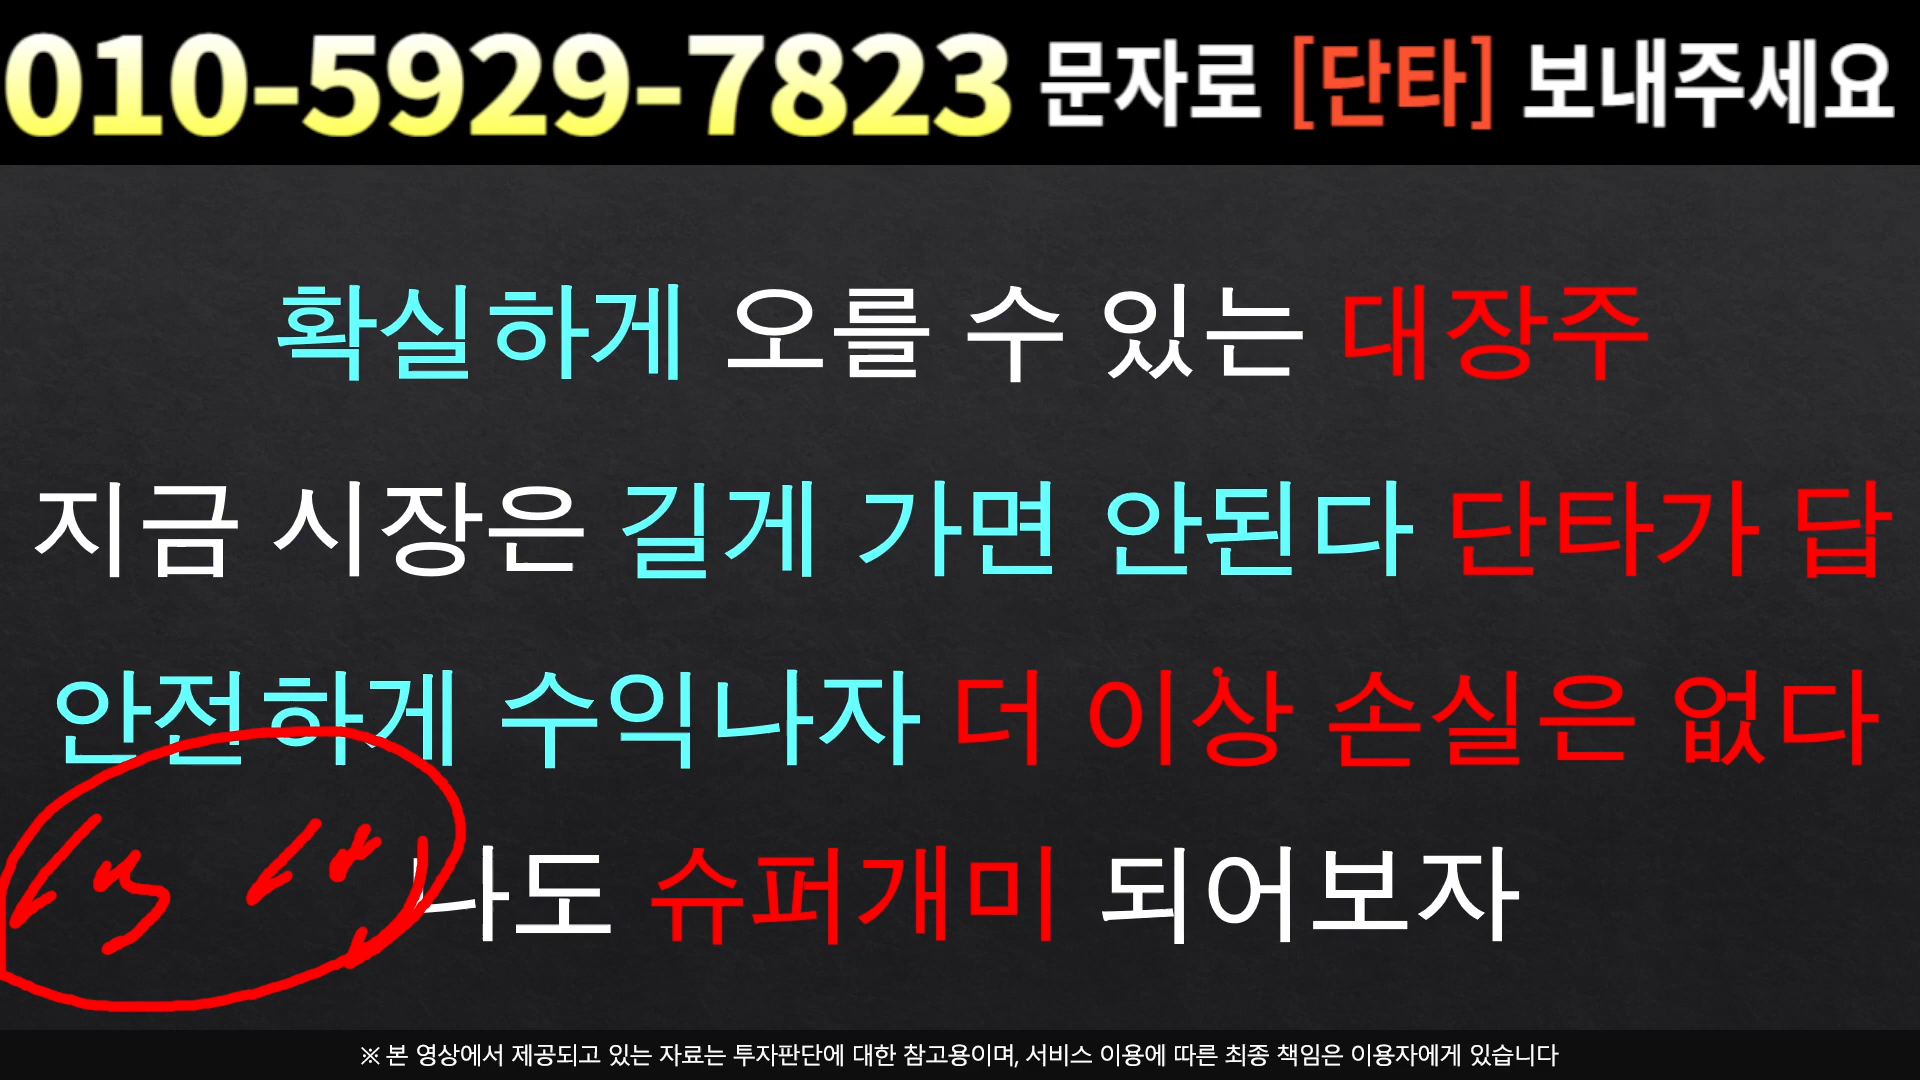 010-5929-7823 문자로 [단타] 보내주세요
확실하게 오를 수 있는 대장주
지금 시장은 길게 가면 안된다 단타가 답
안전하게 수익나자 더 이상 손실은 없다
나도 슈퍼개미 되어보자
※ 본 영상에서 제공되고 있는 자료는 투자판단에 대한 참고용이며, 서비스 이용에 따른 최종 책임은 이용자에게 있습니다